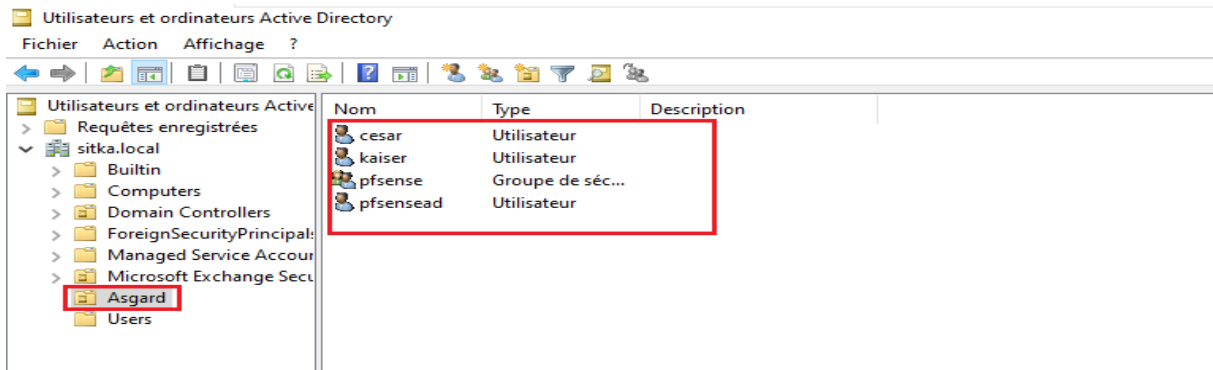 Utilisateurs et ordinateurs Active Directory
Fichier Action Affichage ?
Utilisateurs et ordinateurs Active
Requêtes enregistrées
sitka.local
Builtin
Computers
Domain Controllers
ForeignSecurityPrincipals
Managed Service Accour
Microsoft Exchange Secu
Asgard
Users
Nom Type Description
cesar Utilisateur
kaiser Utilisateur
pfsense Groupe de séc...
pfsensead Utilisateur